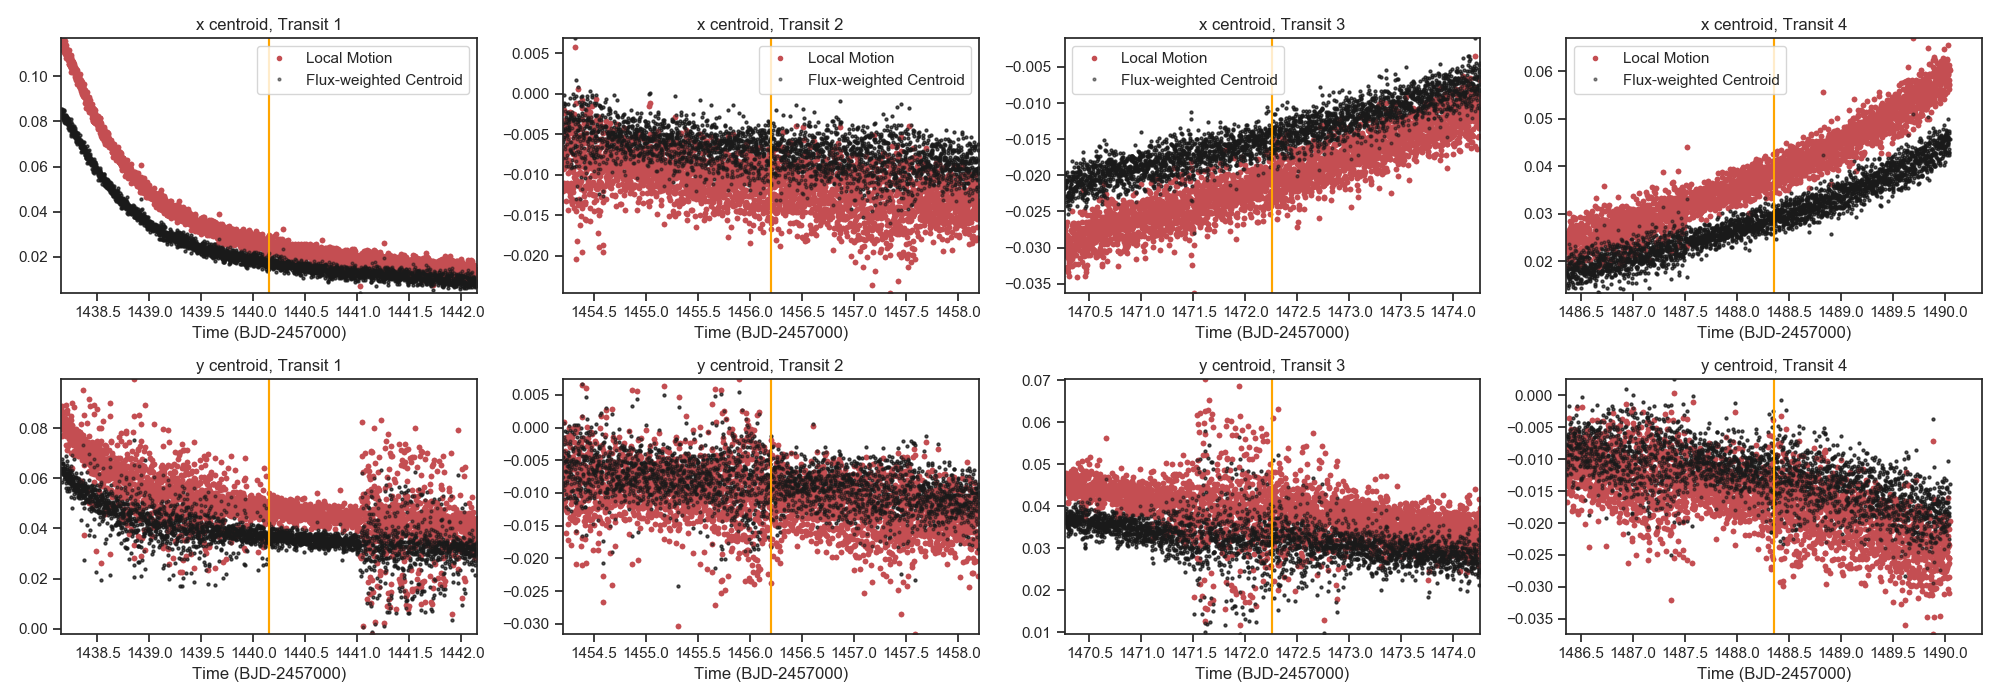 x centroid, Transit 1
Local Motion
Flux-weighted Centroid
0.10
0.08
0.06
0.04
0.02
1438.5 1439.0 1439.5 1440.0 1440.5 1441.0 1441.5 1442.0
Time (BJD-2457000)
x centroid, Transit 2
Local Motion
Flux-weighted Centroid
0.005
0.000
−0.005
−0.010
−0.015
−0.020
1454.5 1455.0 1455.5 1456.0 1456.5 1457.0 1457.5 1458.0
Time (BJD-2457000)
x centroid, Transit 3
Local Motion
Flux-weighted Centroid
−0.005
−0.010
−0.015
−0.020
−0.025
−0.030
−0.035
1470.5 1471.0 1471.5 1472.0 1472.5 1473.0 1473.5 1474.0
Time (BJD-2457000)
x centroid, Transit 4
Local Motion
Flux-weighted Centroid
0.06
0.05
0.04
0.03
0.02
1486.5 1487.0 1487.5 1488.0 1488.5 1489.0 1489.5 1490.0
Time (BJD-2457000)
y centroid, Transit 1
0.08
0.06
0.04
0.02
0.00
1438.5 1439.0 1439.5 1440.0 1440.5 1441.0 1441.5 1442.0
Time (BJD-2457000)
y centroid, Transit 2
0.005
0.000
−0.005
−0.010
−0.015
−0.020
−0.025
−0.030
1454.5 1455.0 1455.5 1456.0 1456.5 1457.0 1457.5 1458.0
Time (BJD-2457000)
y centroid, Transit 3
0.07
0.06
0.05
0.04
0.03
0.02
0.01
1470.5 1471.0 1471.5 1472.0 1472.5 1473.0 1473.5 1474.0
Time (BJD-2457000)
y centroid, Transit 4
0.000
−0.005
−0.010
−0.015
−0.020
−0.025
−0.030
−0.035
1486.5 1487.0 1487.5 1488.0 1488.5 1489.0 1489.5 1490.0
Time (BJD-2457000)